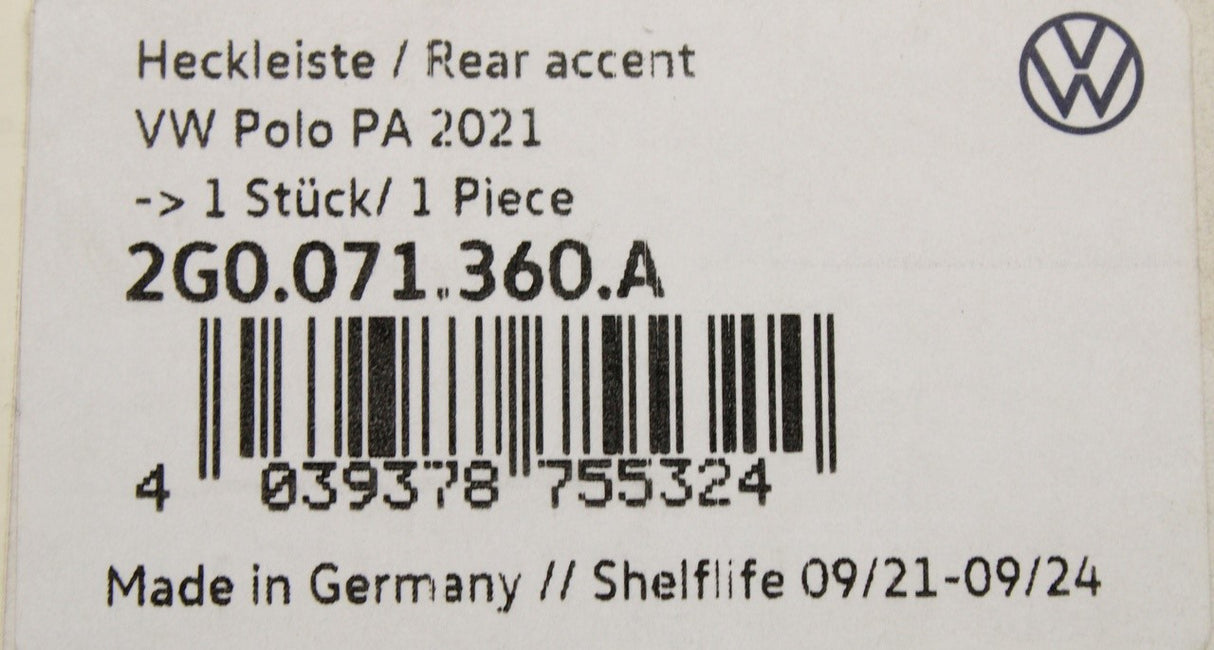 Heckleiste / Rear accent
VW Polo PA 2021
-> 1 Stück/ 1 Piece
2G0.071.360.A
4 039378 755324
Made in Germany // Shelflife 09/21-09/24